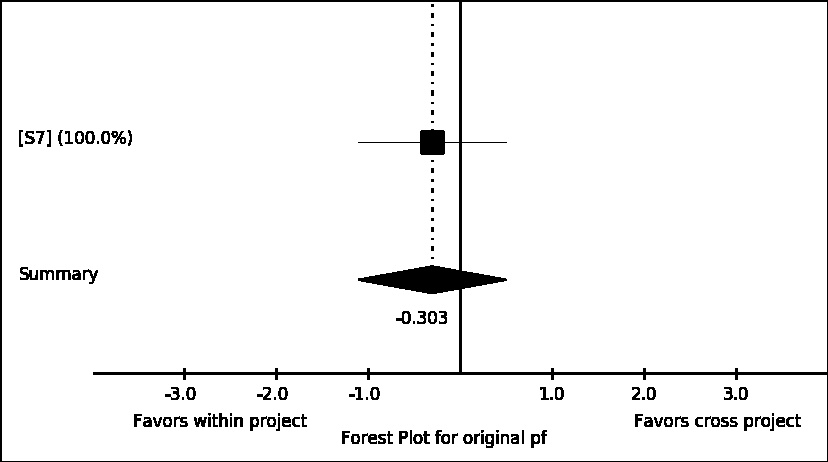 [S7] (100.0%)
Summary
-0.303
-3.0 -2.0 -1.0 1.0 2.0 3.0
Favors within project Favors cross project
Forest Plot for original pf